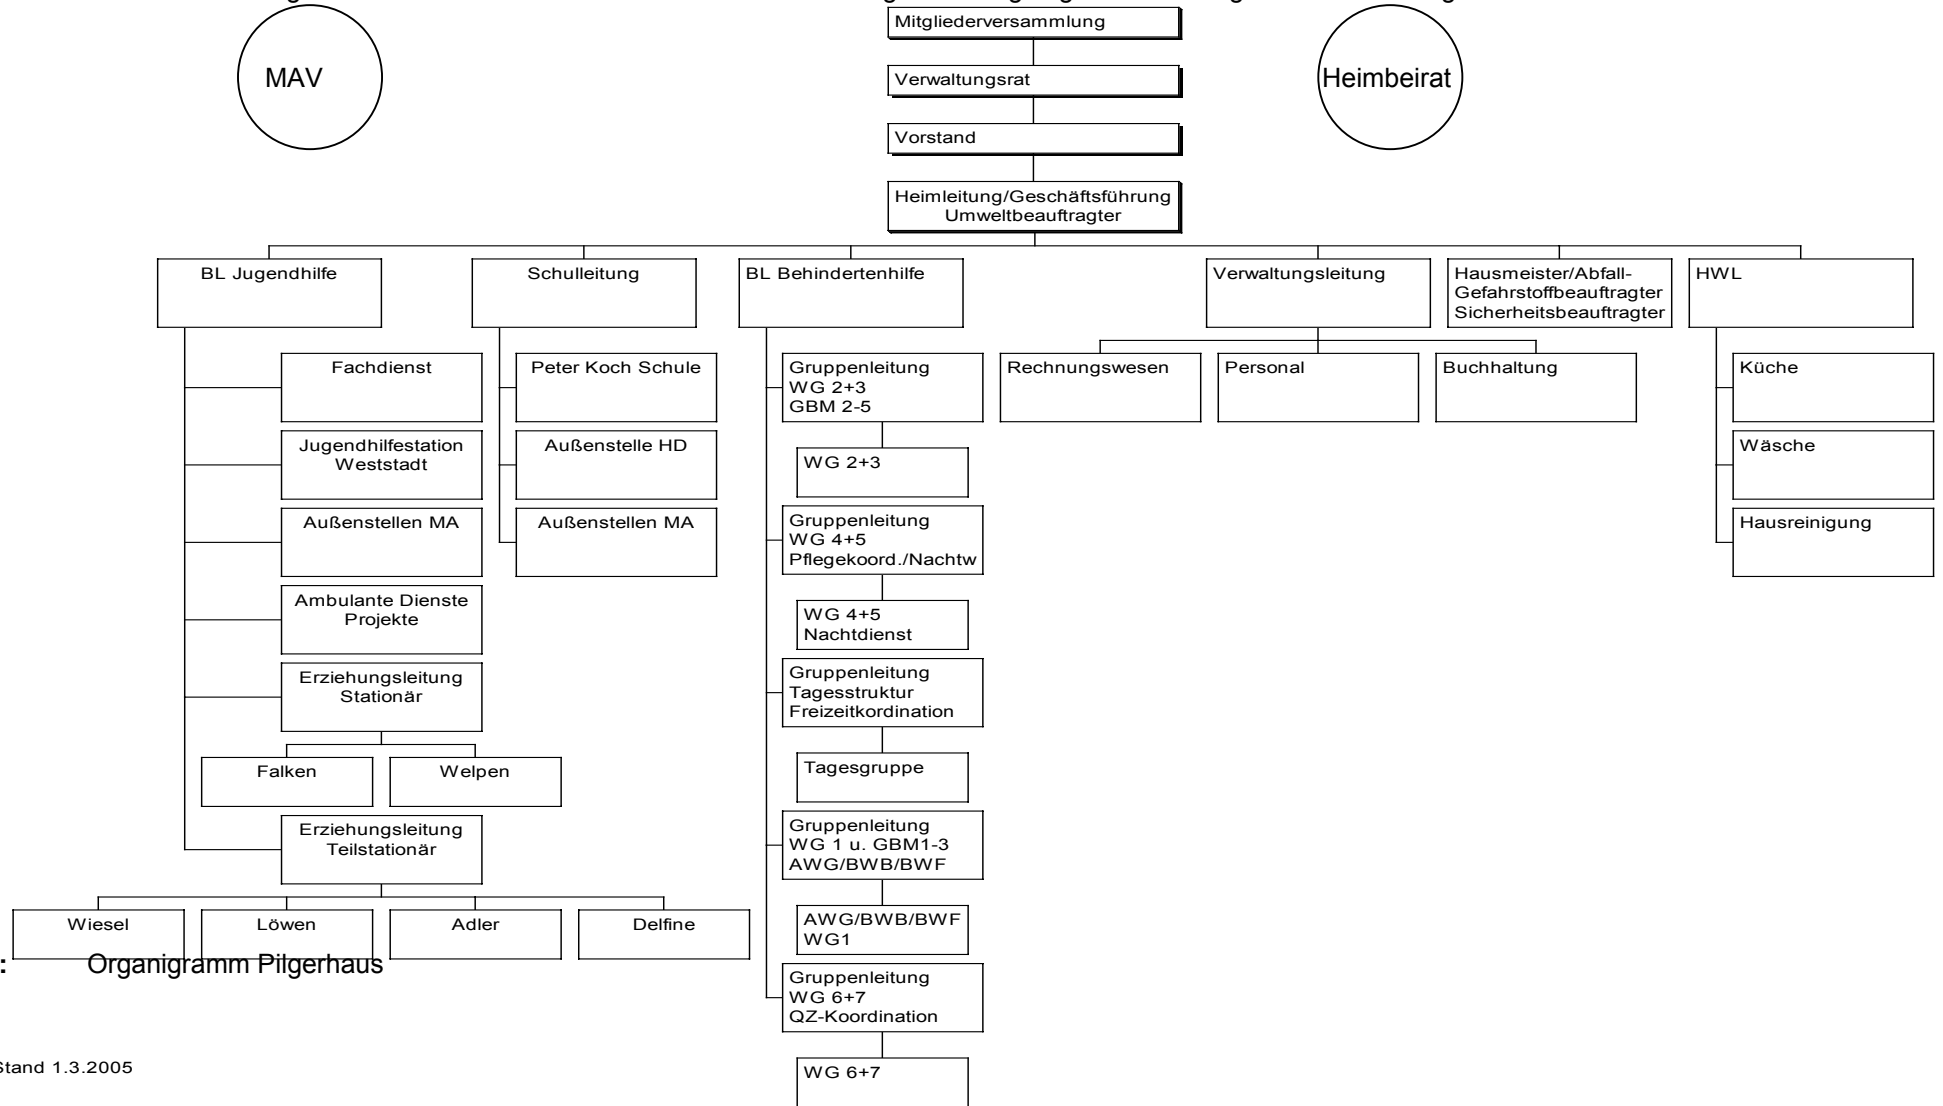 Mitgliederversammlung
MAV
Heimbeirat
Verwaltungsrat
Vorstand
Heimleitung/Geschäftsführung
Umweltbeauftragter
BL Jugendhilfe
Schulleitung
BL Behindertenhilfe
Verwaltungsleitung
Hausmeister/Abfall-
Gefahrstoffbeauftragter
Sicherheitsbeauftragter
HWL
Fachdienst
Jugendhilfestation
Weststadt
Außenstellen MA
Ambulante Dienste
Projekte
Erziehungsleitung
Stationär
Falken
Welpen
Erziehungsleitung
Teilstationär
Wiesel
Löwen
Adler
Delfine
Peter Koch Schule
Außenstelle HD
Außenstellen MA
Gruppenleitung
WG 2+3
GBM 2-5
WG 2+3
Gruppenleitung
WG 4+5
Pflegekoord./Nachtw
WG 4+5
Nachtdienst
Gruppenleitung
Tagesstruktur
Freizeitkordination
Tagesgruppe
Gruppenleitung
WG 1 u. GBM1-3
AWG/BWB/BWF
AWG/BWB/BWF
WG1
Gruppenleitung
WG 6+7
QZ-Koordination
WG 6+7
Rechnungswesen
Personal
Buchhaltung
Küche
Wäsche
Hausreinigung
: Organigramm Pilgerhaus
Stand 1.3.2005